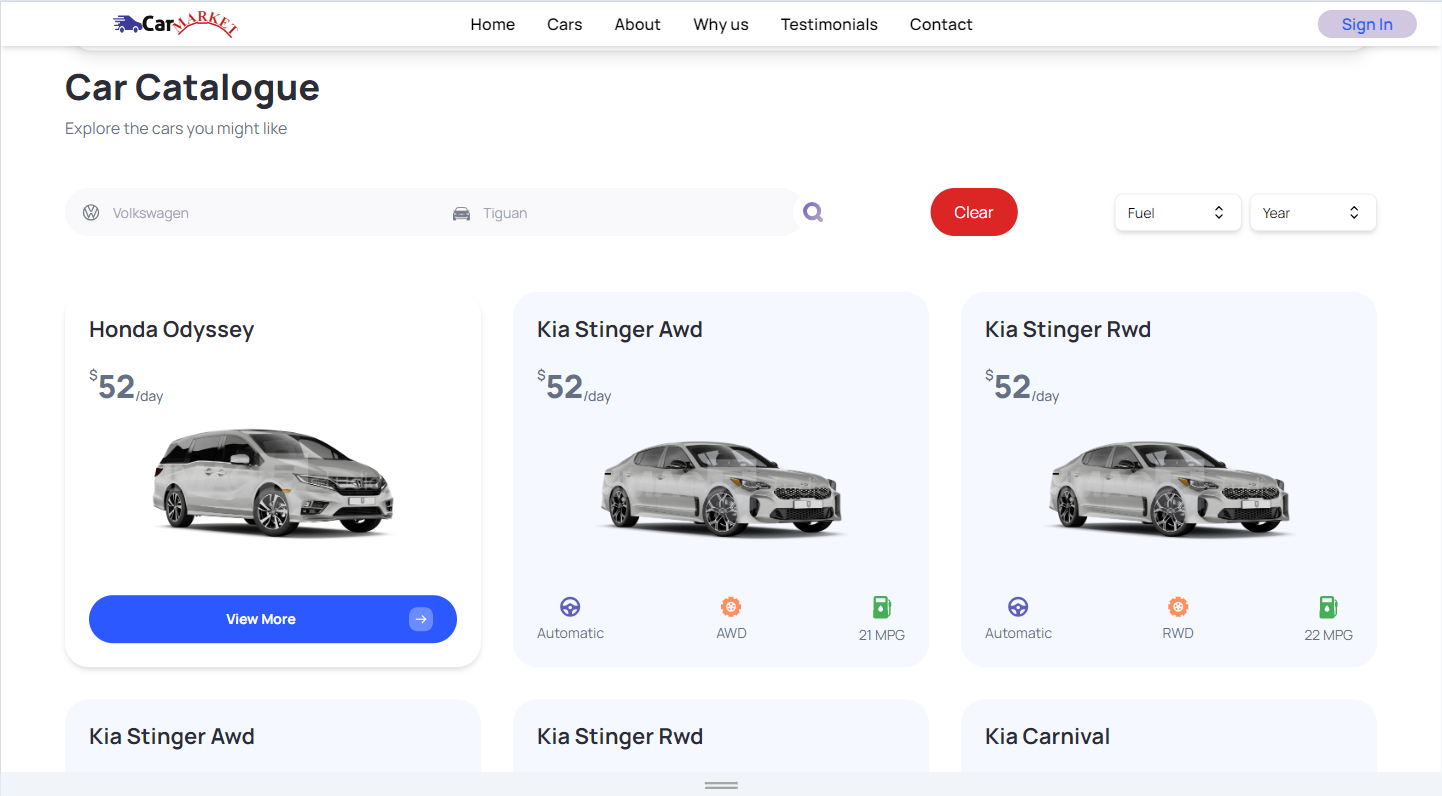 CarMARKET
Home Cars About Why us Testimonials Contact
Sign In
Car Catalogue
Explore the cars you might like
Volkswagen Tiguan
Clear
Fuel Year
Honda Odyssey
$52/day
View More
Kia Stinger Awd
$52/day
Automatic AWD 21 MPG
Kia Stinger Rwd
$52/day
Automatic RWD 22 MPG
Kia Stinger Awd
Kia Stinger Rwd
Kia Carnival